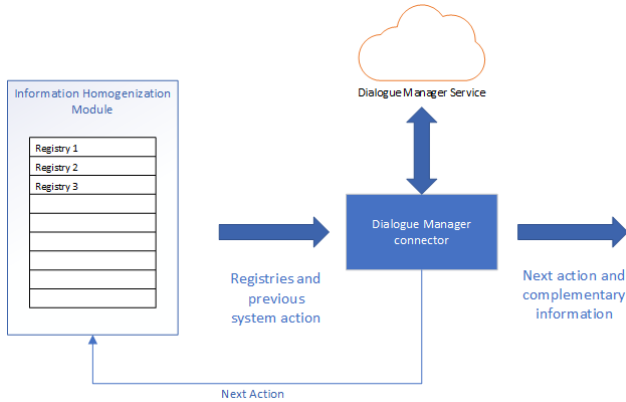 Dialogue Manager Service
Information Homogenization
Module
Registry 1
Registry 2
Registry 3
Dialogue Manager
connector
Registries and
previous
system action
Next action and
complementary
information
Next Action